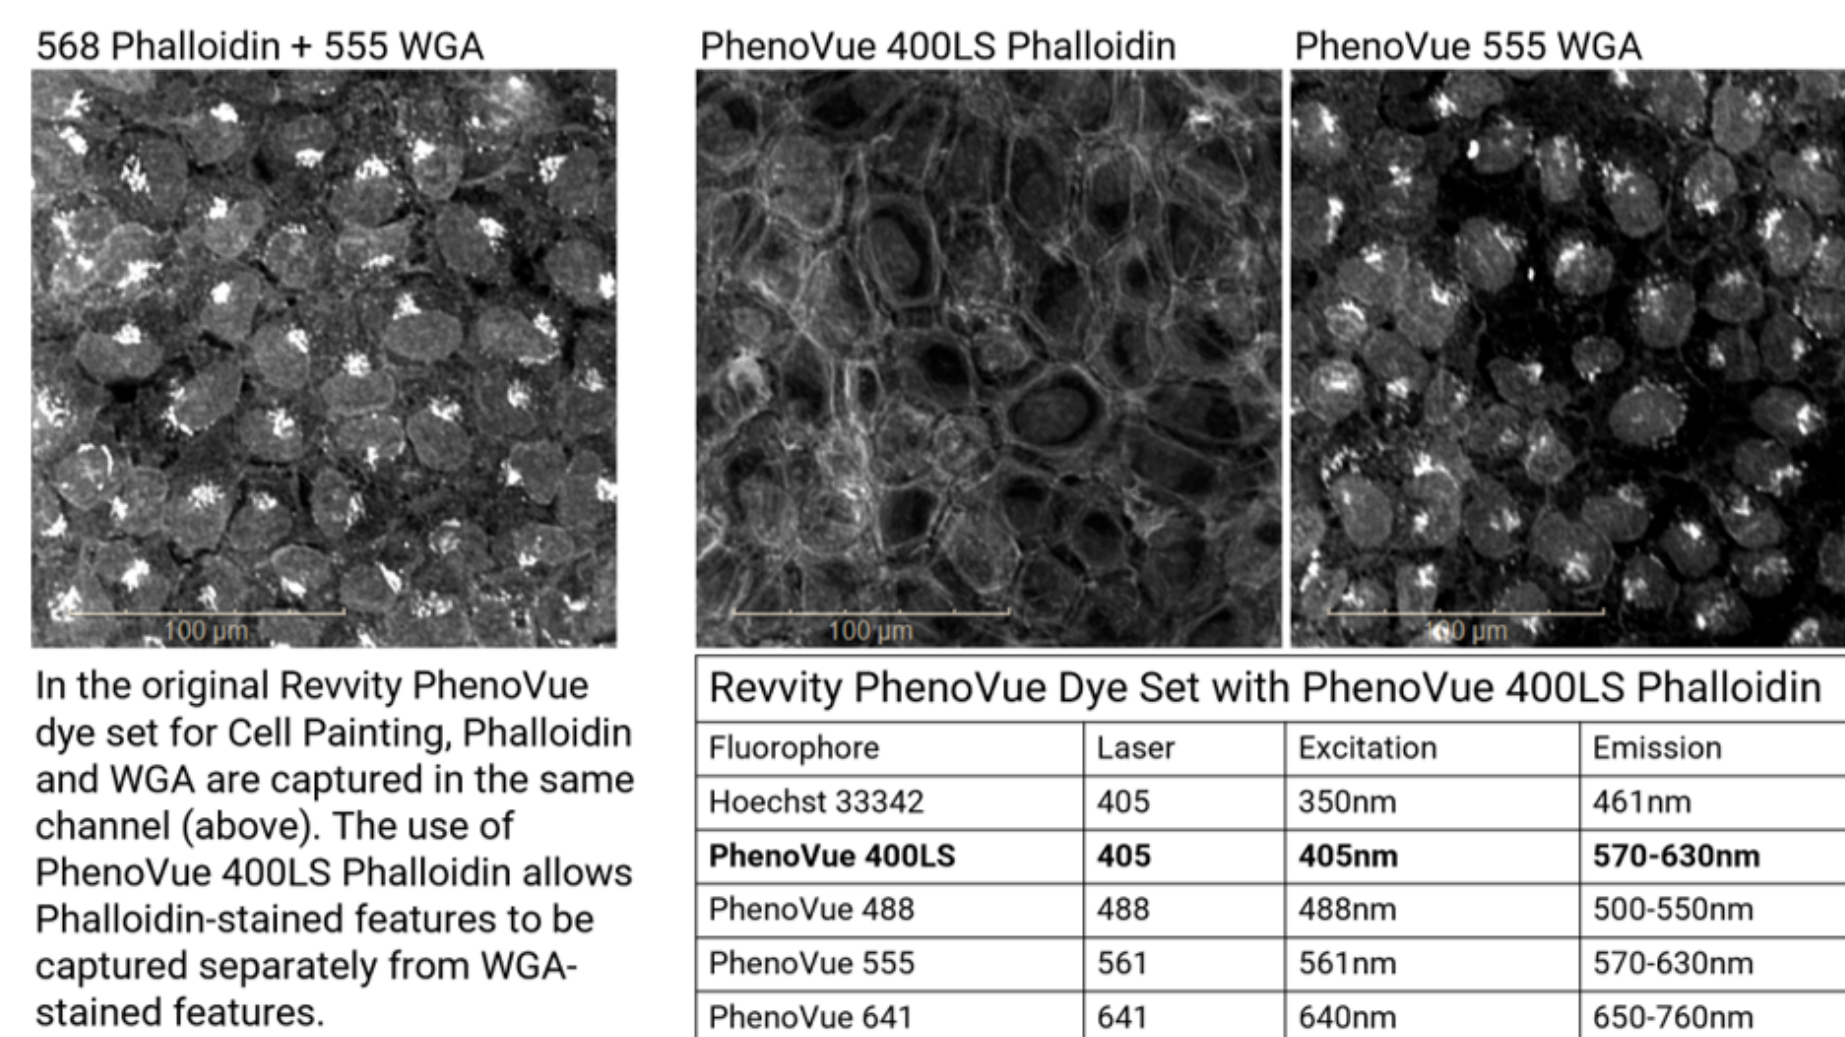 568 Phalloidin + 555 WGA
PhenoVue 400LS Phalloidin
PhenoVue 555 WGA
100 µm
100 µm
100 µm
In the original Revvity PhenoVue
dye set for Cell Painting, Phalloidin
and WGA are captured in the same
channel (above). The use of
PhenoVue 400LS Phalloidin allows
Phalloidin-stained features to be
captured separately from WGA-
stained features.
Revvity PhenoVue Dye Set with PhenoVue 400LS Phalloidin
Fluorophore Laser Excitation Emission
Hoechst 33342 405 350nm 461nm
PhenoVue 400LS 405 405nm 570-630nm
PhenoVue 488 488 488nm 500-550nm
PhenoVue 555 561 561nm 570-630nm
PhenoVue 641 641 640nm 650-760nm